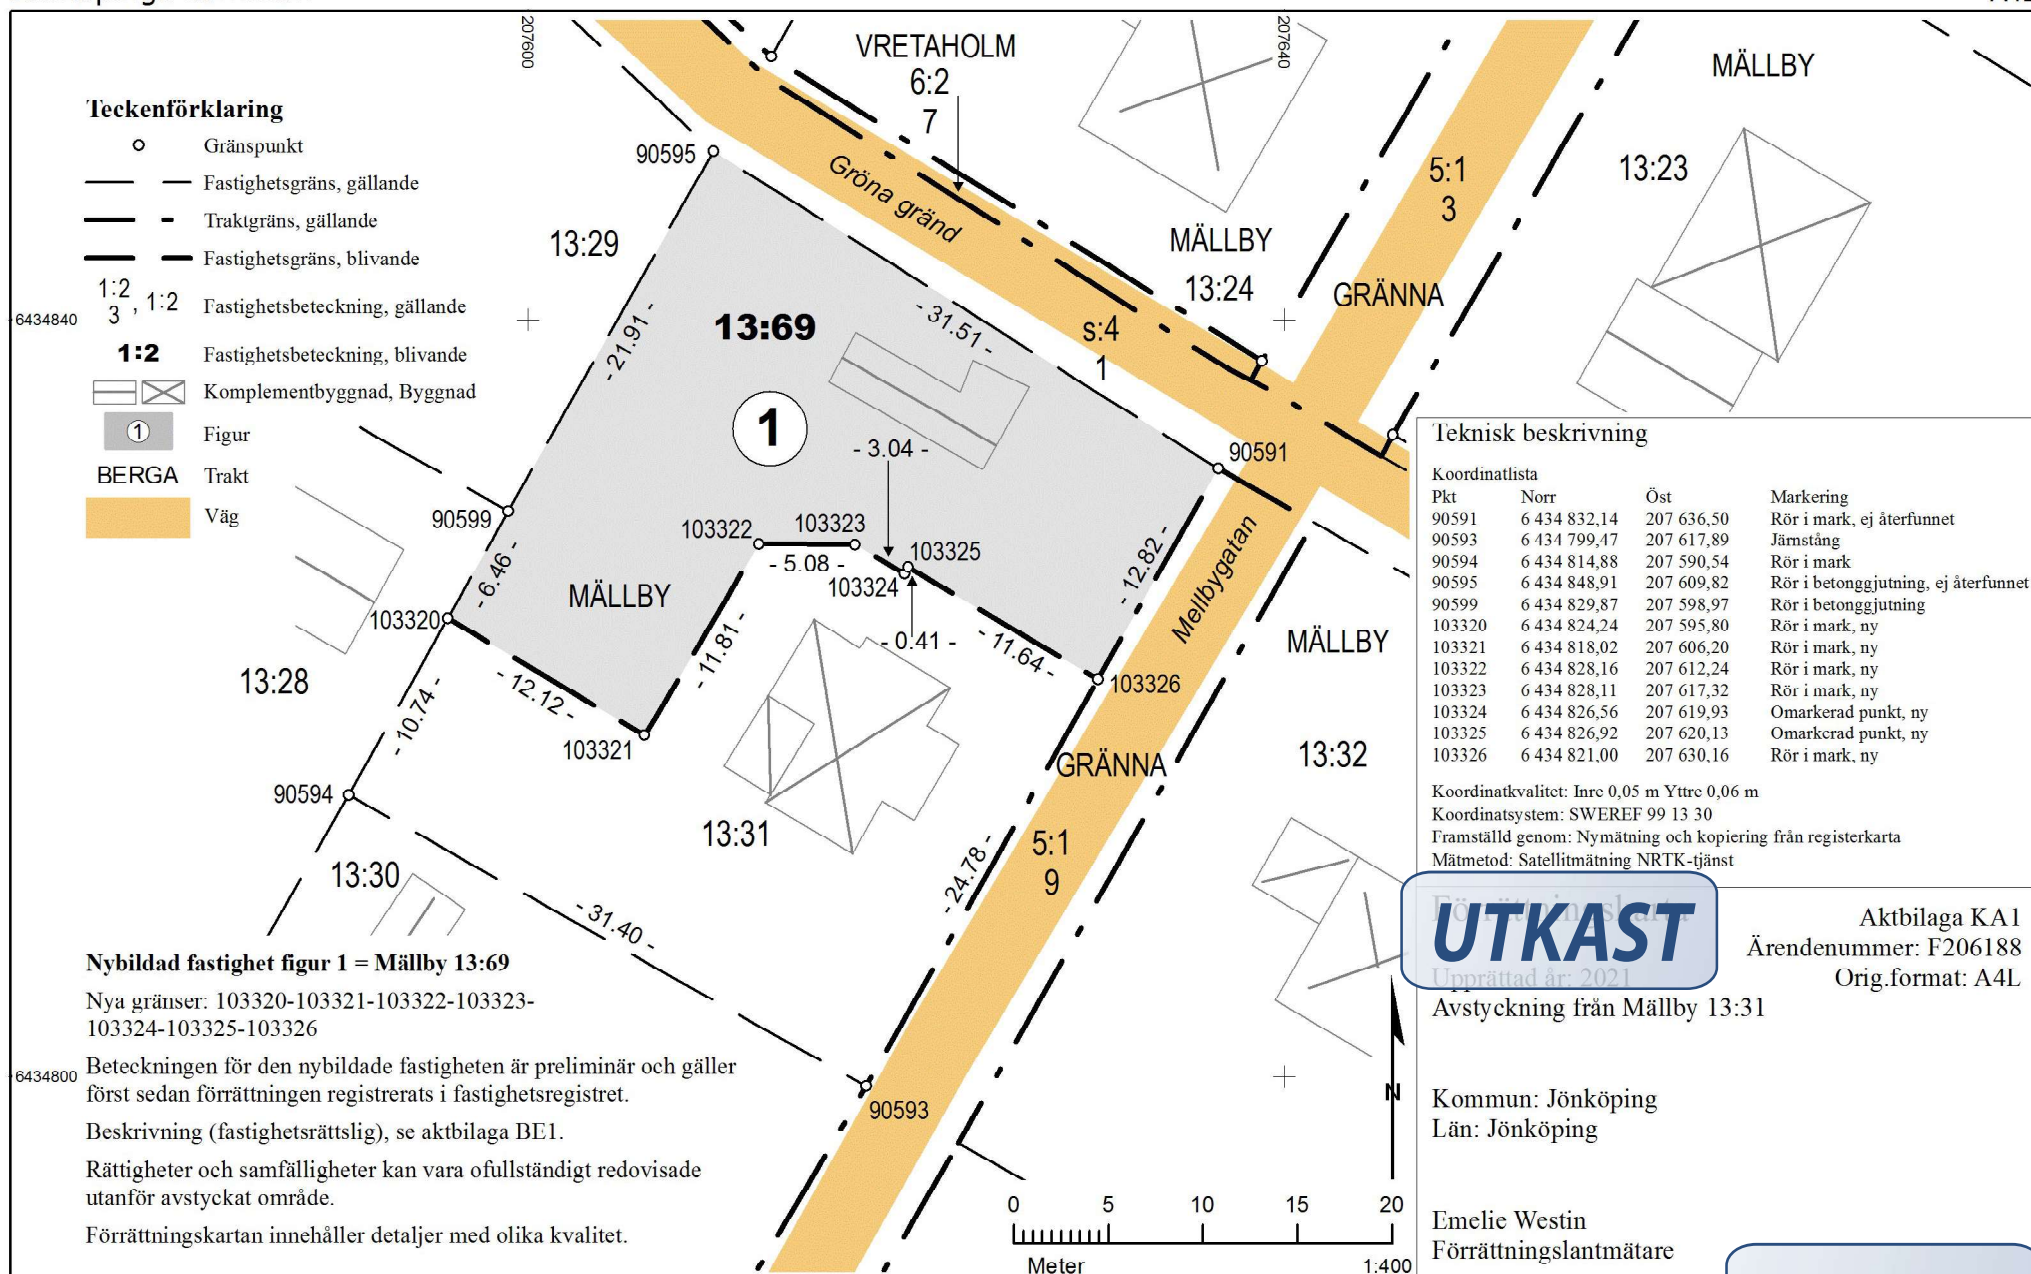 207600
207640
VRETAHOLM
6:2
7
MÄLLBY
Teckenförklaring
Gränspunkt
Fastighetsgräns, gällande
Traktgräns, gällande
Fastighetsgräns, blivande
1:2
3 , 1:2 Fastighetsbeteckning, gällande
1:2 Fastighetsbeteckning, blivande
Komplementbyggnad, Byggnad
1 Figur
BERGA Trakt
Väg
90595
Gröna gränd
5:1
3
13:23
13:29
MÄLLBY
13:24
GRÄNNA
6434840
- 21.91 -
13:69
- 31.51 -
s:4
1
1
- 3.04 -
90591
90599
103322
103323
103325
- 5.08 -
103324
- 6.46 -
MÄLLBY
- 12.82 -
Mellbygatan
103320
- 11.81 -
- 0.41 -
- 11.64 -
MÄLLBY
13:28
103326
- 12.12 -
- 10.74 -
103321
GRÄNNA
13:32
90594
13:31
5:1
9
13:30
- 24.78 -
- 31.40 -
90593
6434800
Teknisk beskrivning
Koordinatlista
Pkt Norr Öst Markering
90591 6 434 832,14 207 636,50 Rör i mark, ej återfunnet
90593 6 434 799,47 207 617,89 Järnstång
90594 6 434 814,88 207 590,54 Rör i mark
90595 6 434 848,91 207 609,82 Rör i betonggjutning, ej återfunnet
90599 6 434 829,87 207 598,97 Rör i betonggjutning
103320 6 434 824,24 207 595,80 Rör i mark, ny
103321 6 434 818,02 207 606,20 Rör i mark, ny
103322 6 434 828,16 207 612,24 Rör i mark, ny
103323 6 434 828,11 207 617,32 Rör i mark, ny
103324 6 434 826,56 207 619,93 Omarkerad punkt, ny
103325 6 434 826,92 207 620,13 Omarkerad punkt, ny
103326 6 434 821,00 207 630,16 Rör i mark, ny
Koordinatkvalitet: Inre 0,05 m Yttre 0,06 m
Koordinatsystem: SWEREF 99 13 30
Framställd genom: Nymätning och kopiering från registerkarta
Mätmetod: Satellitmätning NRTK-tjänst
Förrättningskarta
UTKAST
Upprättad år: 2021
Aktbilaga KA1
Ärendenummer: F206188
Orig.format: A4L
Avstyckning från Mällby 13:31
Kommun: Jönköping
Län: Jönköping
Emelie Westin
Förrättningslantmätare
Nybildad fastighet figur 1 = Mällby 13:69
Nya gränser: 103320-103321-103322-103323-
103324-103325-103326
Beteckningen för den nybildade fastigheten är preliminär och gäller
först sedan förrättningen registrerats i fastighetsregistret.
Beskrivning (fastighetsrättslig), se aktbilaga BE1.
Rättigheter och samfälligheter kan vara ofullständigt redovisade
utanför avstyckat område.
Förrättningskartan innehåller detaljer med olika kvalitet.
N
0 5 10 15 20
Meter
1:400